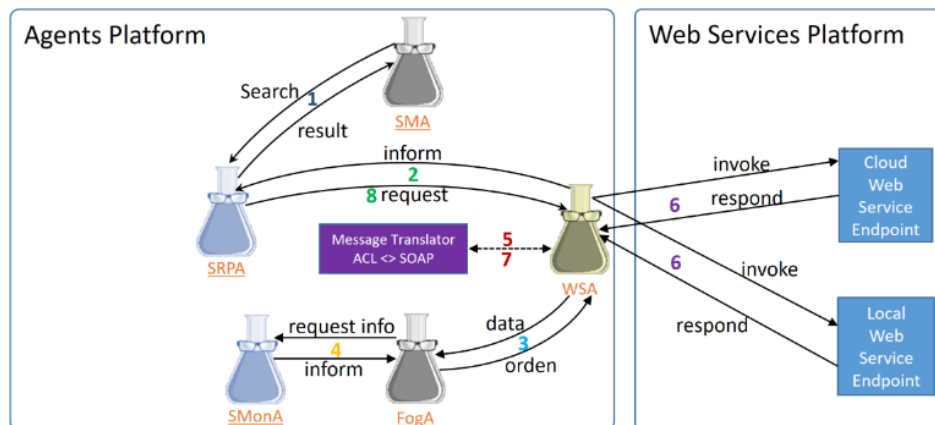 Agents Platform
Web Services Platform
Search
1
result
SMA
inform
2
8 request
SRPA
Message Translator
ACL <> SOAP
5
7
WSA
invoke
6 respond
Cloud
Web
Service
Endpoint
6
invoke
respond
Local
Web
Service
Endpoint
request info
4
inform
data
3
orden
SMonA
FogA